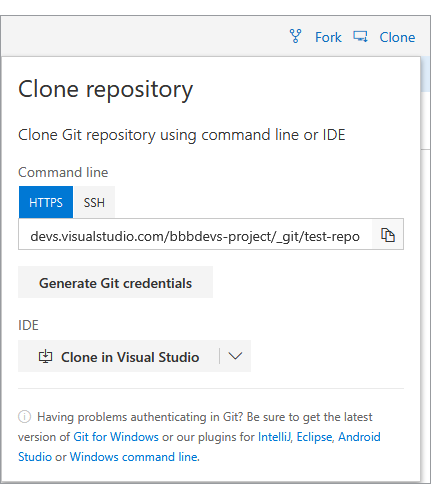 Fork Clone
Clone repository
Clone Git repository using command line or IDE
Command line
HTTPS SSH
devs.visualstudio.com/bbbdevs-project/_git/test-repo
Generate Git credentials
IDE
Clone in Visual Studio
Having problems authenticating in Git? Be sure to get the latest
version of Git for Windows or our plugins for IntelliJ, Eclipse, Android
Studio or Windows command line.